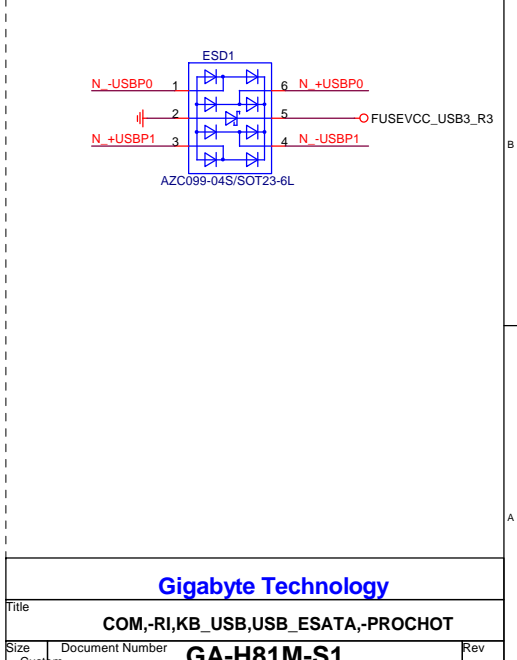 ESD1
N_-USBP0 1 6 N_+USBP0
2 5 FUSEVCC_USB3_R3
N_+USBP1 3 4 N_-USBP1
AZC099-04S/SOT23-6L
B
A
Gigabyte Technology
Title
COM,-RI,KB_USB,USB_ESATA,-PROCHOT
Size Document Number Rev
Custom GA-H81M-S1